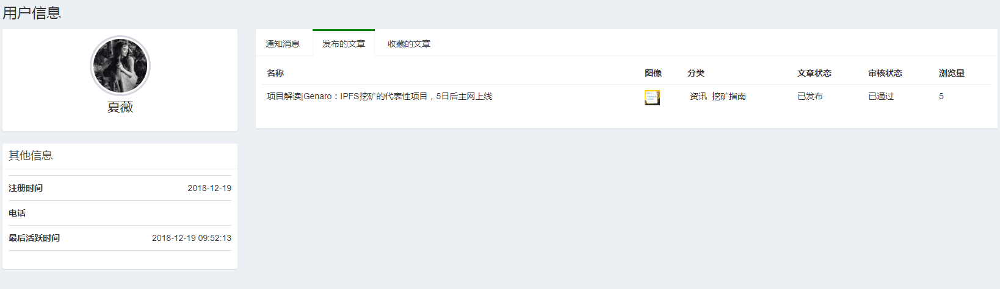 用户信息
夏薇
其他信息
注册时间 2018-12-19
电话
最后活跃时间 2018-12-19 09:52:13
通知消息 发布的文章 收藏的文章
名称 图像 分类 文章状态 审核状态 浏览量
项目解读|Genaro：IPFS挖矿的代表性项目，5日后主网上线 资讯 挖矿指南 已发布 已通过 5